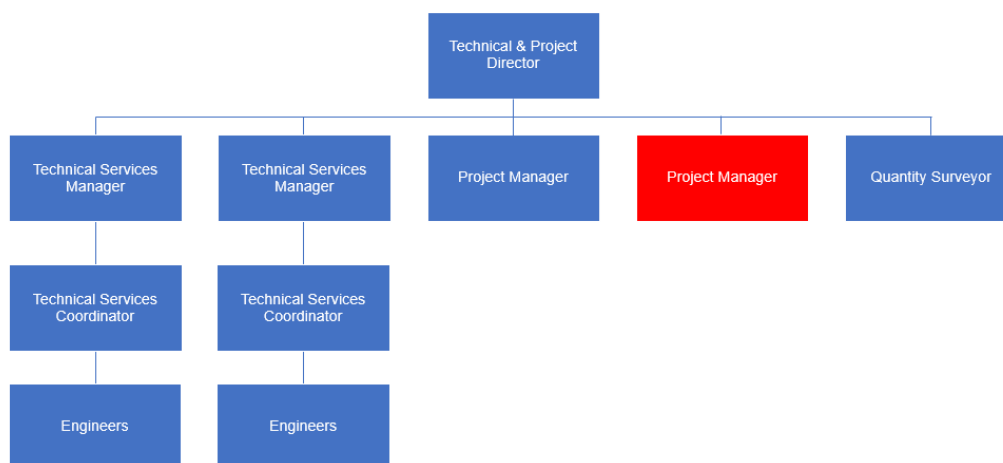 Technical & Project
Director
Technical Services
Manager
Technical Services
Manager
Project Manager
Project Manager
Quantity Surveyor
Technical Services
Coordinator
Technical Services
Coordinator
Engineers
Engineers